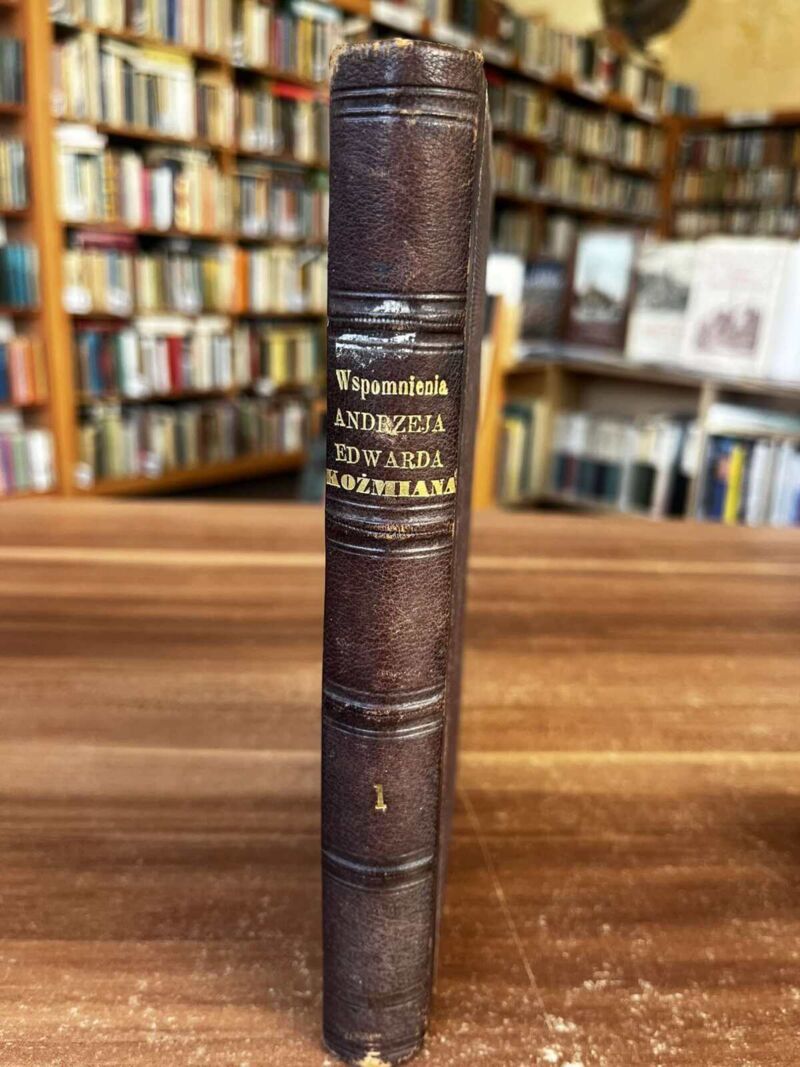 Wspomnienia
ANDRZEJA
EDWARDA
KOŹMIANA
1